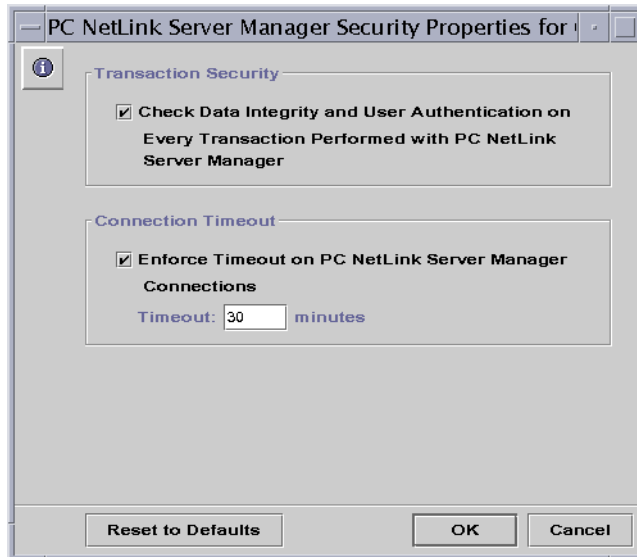 PC NetLink Server Manager Security Properties for
Transaction Security
Check Data Integrity and User Authentication on
Every Transaction Performed with PC NetLink
Server Manager
Connection Timeout
Enforce Timeout on PC NetLink Server Manager
Connections
Timeout: 30 minutes
Reset to Defaults
OK
Cancel